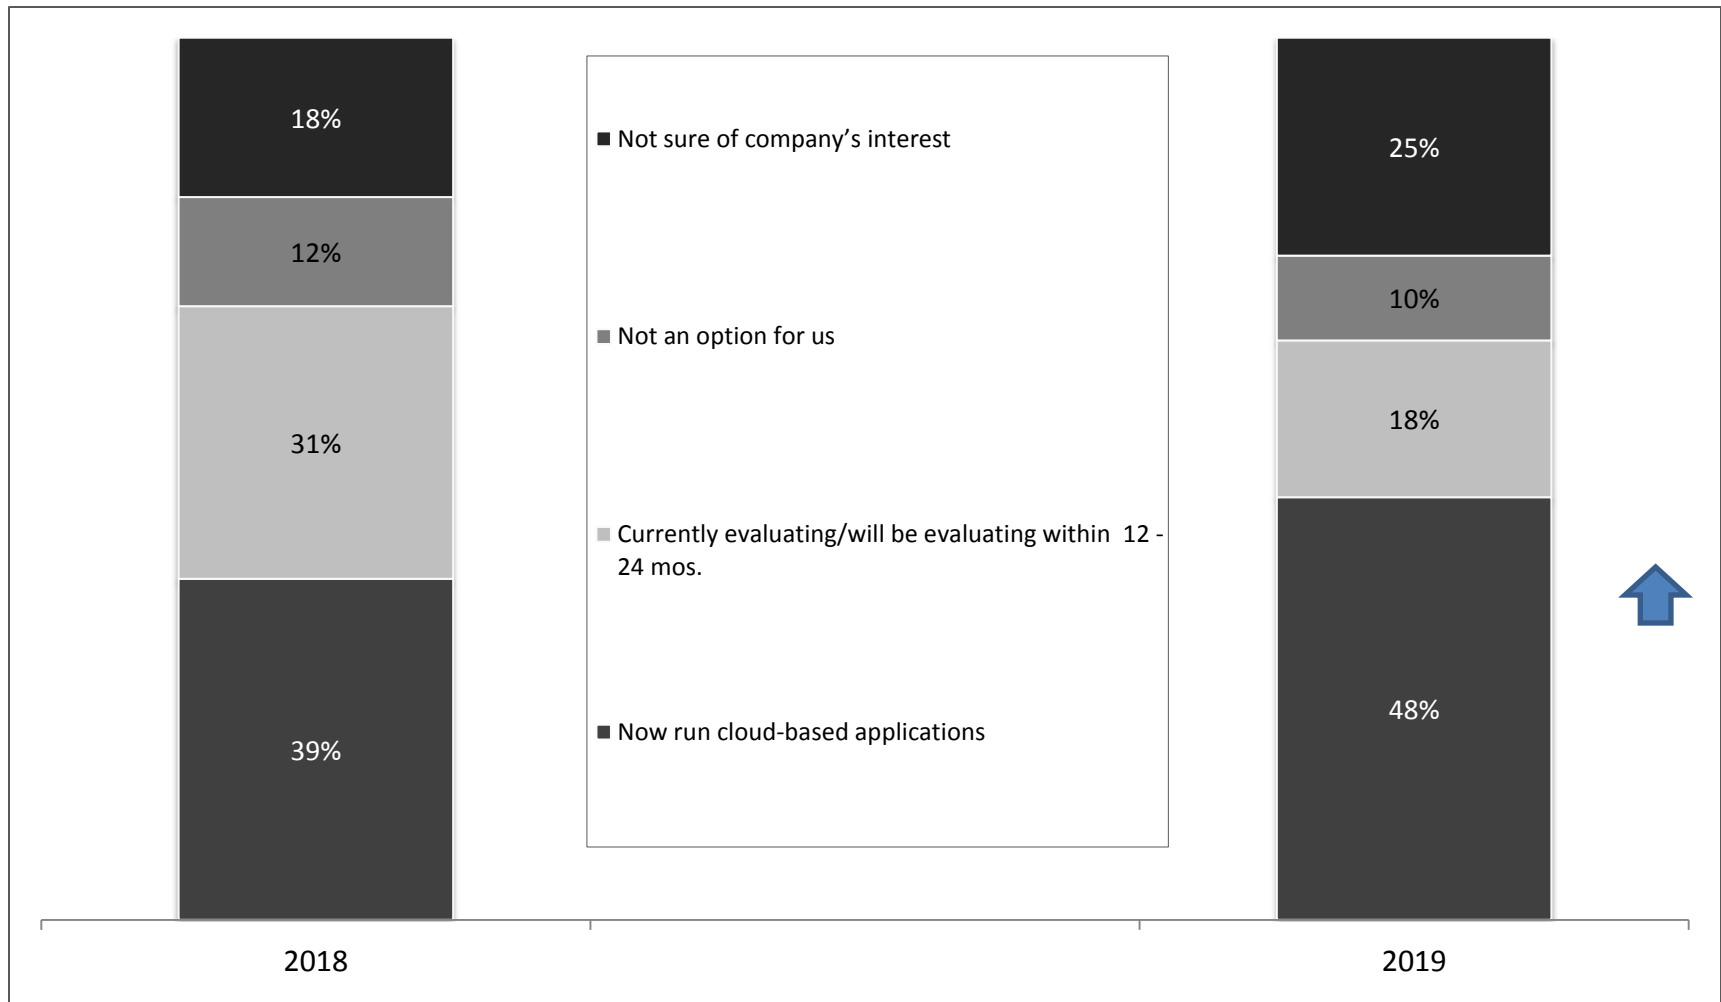 18%
12%
31%
39%
2018
Not sure of company’s interest
Not an option for us
Currently evaluating/will be evaluating within 12 -
24 mos.
Now run cloud-based applications
25%
10%
18%
48%
2019